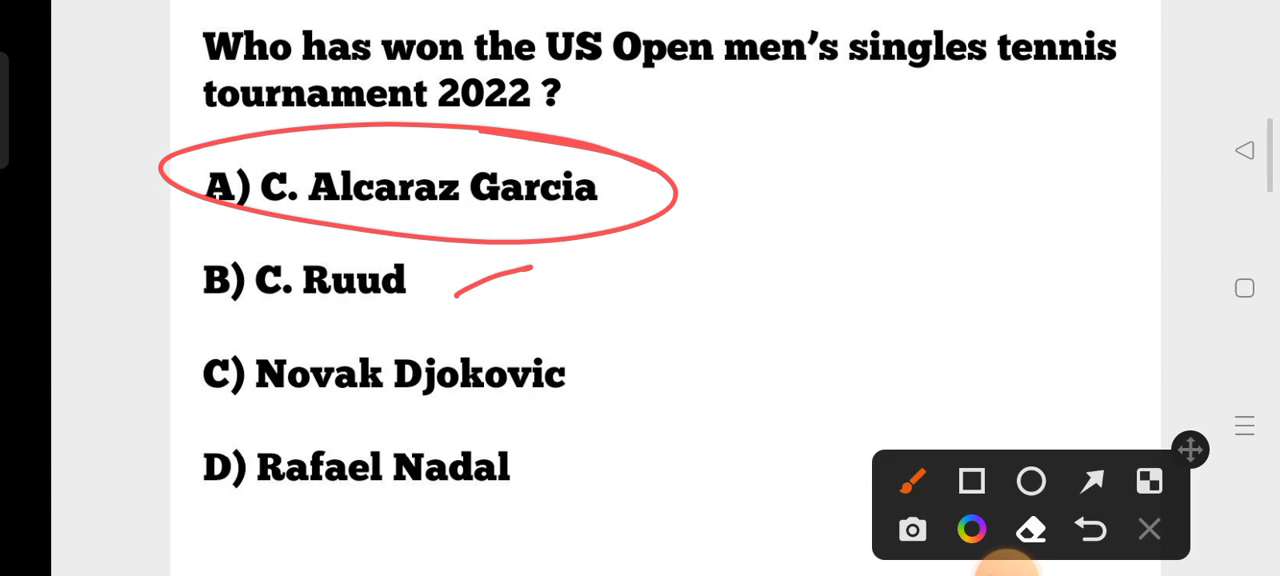 Who has won the US Open men’s singles tennis
tournament 2022 ?
A) C. Alcaraz Garcia
B) C. Ruud
C) Novak Djokovic
D) Rafael Nadal